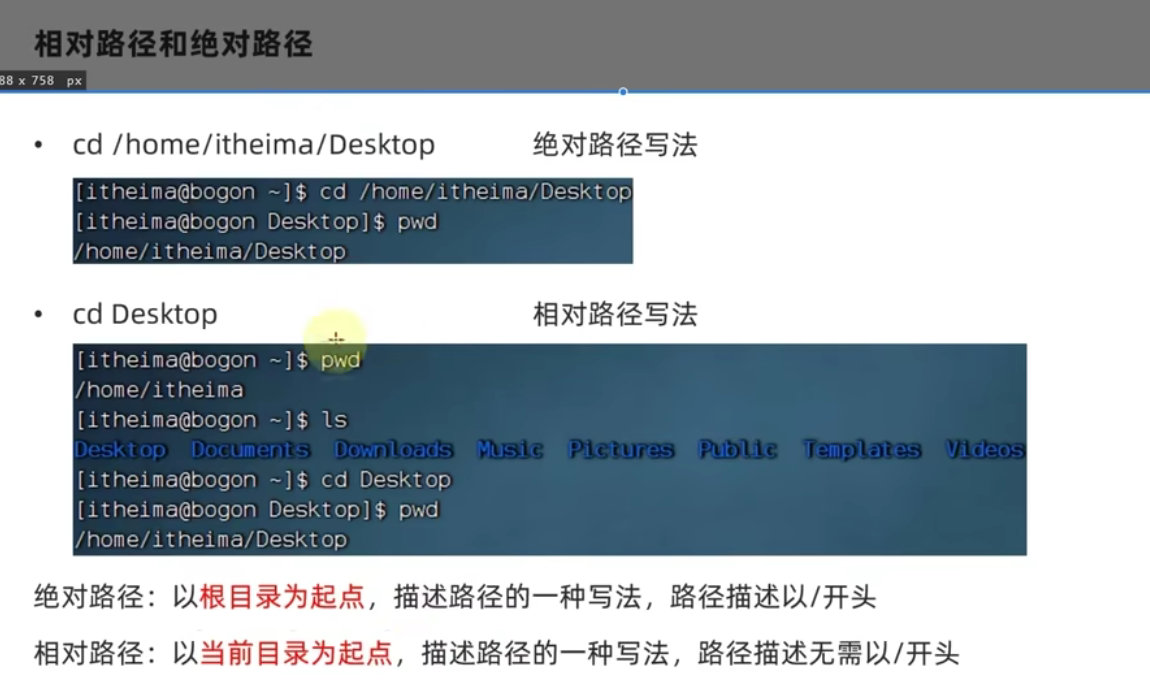 相对路径和绝对路径
88 x 758 px
• cd /home/itheima/Desktop 绝对路径写法
[itheima@bogon ~]$ cd /home/itheima/Desktop
[itheima@bogon Desktop]$ pwd
/home/itheima/Desktop
• cd Desktop 相对路径写法
[itheima@bogon ~]$ pwd
/home/itheima
[itheima@bogon ~]$ ls
Desktop Documents Downloads Music Pictures Public Templates Videos
[itheima@bogon ~]$ cd Desktop
[itheima@bogon Desktop]$ pwd
/home/itheima/Desktop
绝对路径：以根目录为起点，描述路径的一种写法，路径描述以/开头
相对路径：以当前目录为起点，描述路径的一种写法，路径描述无需以/开头